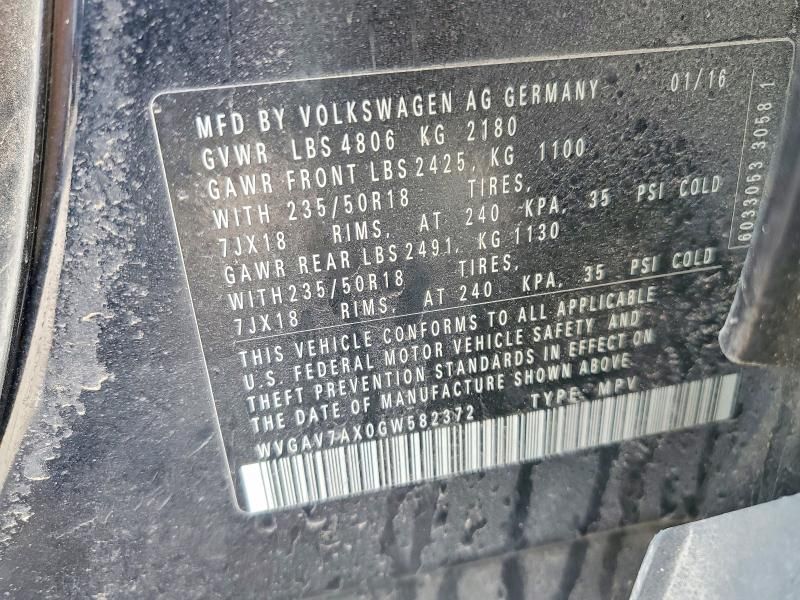 MFD BY VOLKSWAGEN AG GERMANY 01/16
GVWR LBS 4806 KG 2180
GAWR FRONT LBS 2425, KG 1100
WITH 235/50R18 TIRES,
7JX18 RIMS, AT 240 KPA, 35 PSI COLD
GAWR REAR LBS 2491, KG 1130
WITH 235/50R18 TIRES,
7JX18 RIMS, AT 240 KPA, 35 PSI COLD
THIS VEHICLE CONFORMS TO ALL APPLICABLE
U.S. FEDERAL MOTOR VEHICLE SAFETY AND
THEFT PREVENTION STANDARDS IN EFFECT ON
THE DATE OF MANUFACTURE SHOWN ABOVE
WVGAV7AX0GW582372 TYPE: MPV
6033053 3058 1